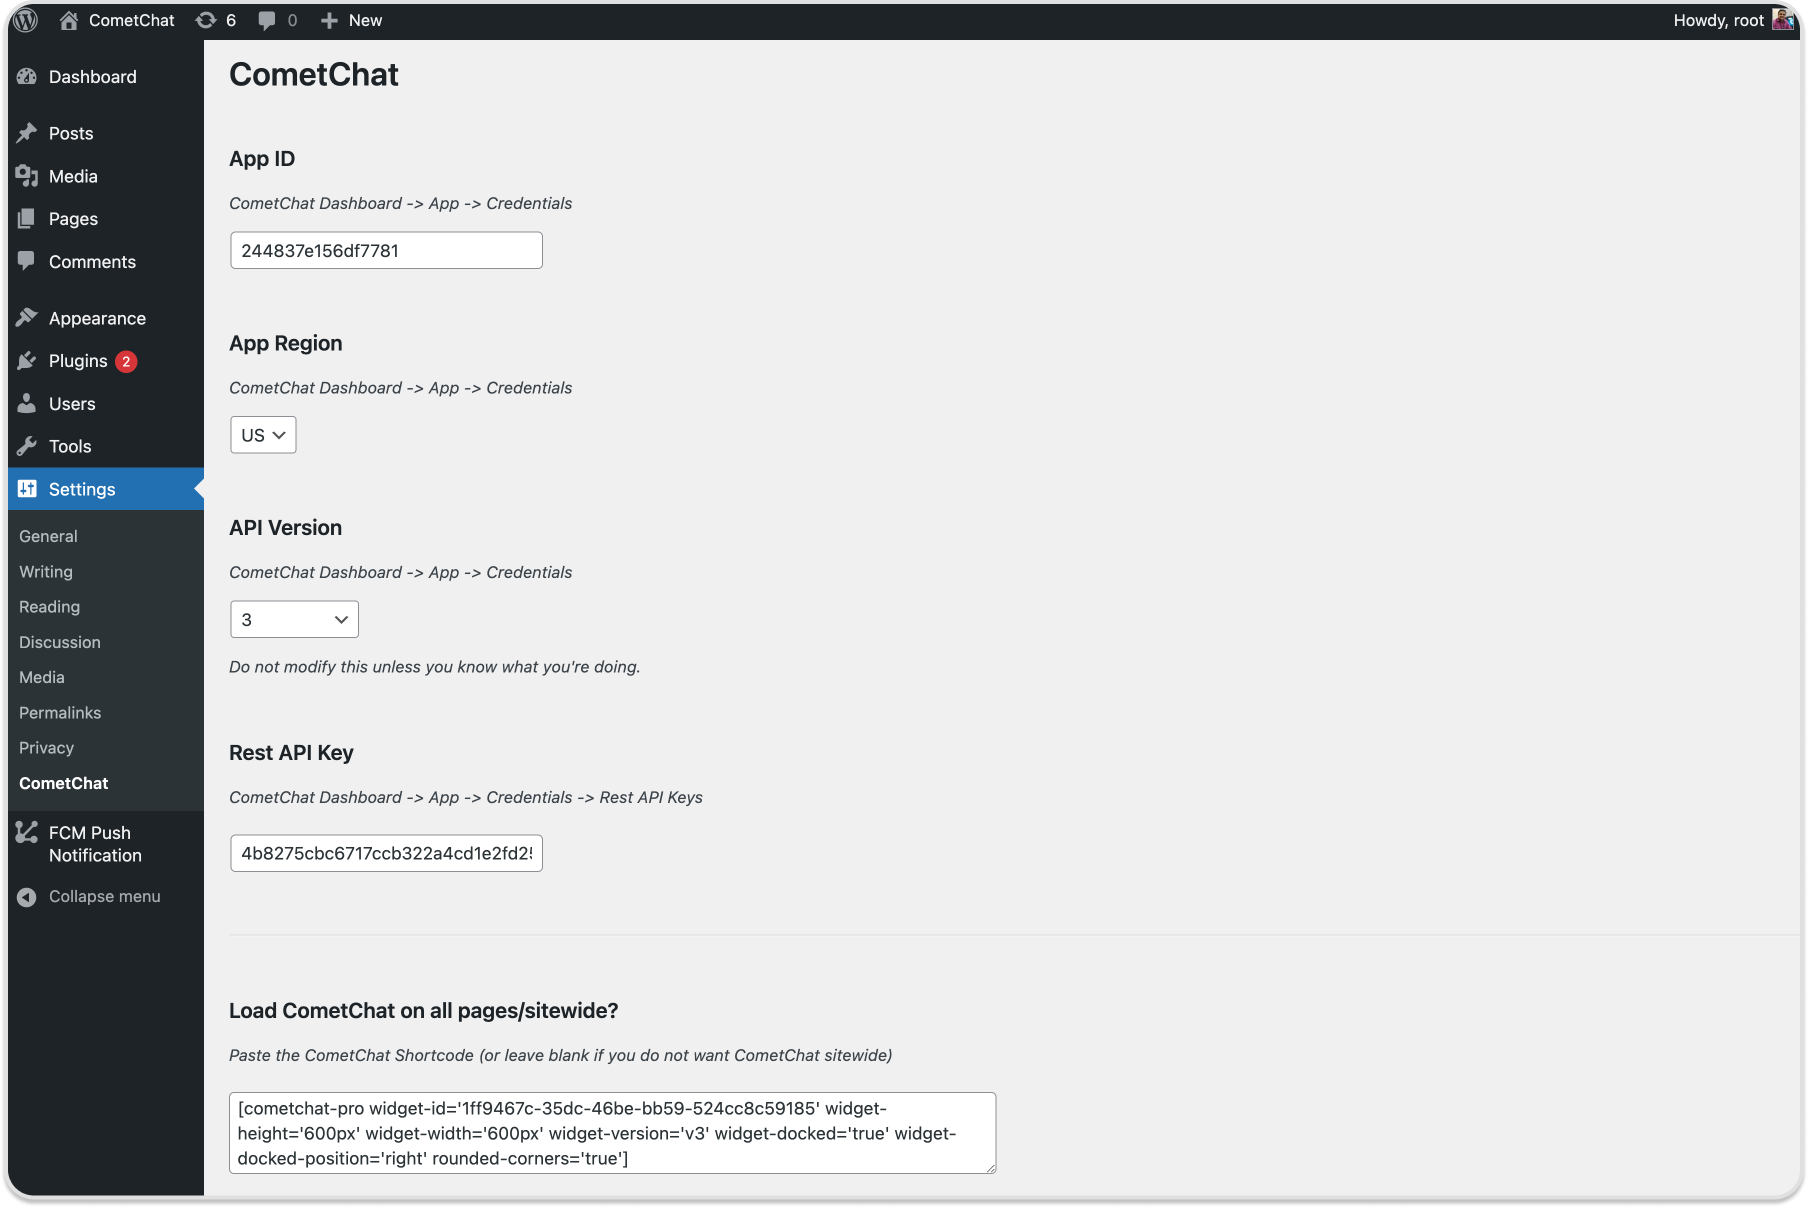 CometChat
6
0
New
Howdy, root
Dashboard
Posts
Media
Pages
Comments
Appearance
Plugins 2
Users
Tools
Settings
General
Writing
Reading
Discussion
Media
Permalinks
Privacy
CometChat
FCM Push
Notification
Collapse menu
CometChat
App ID
CometChat Dashboard -> App -> Credentials
244837e156df7781
App Region
CometChat Dashboard -> App -> Credentials
US
API Version
CometChat Dashboard -> App -> Credentials
3
Do not modify this unless you know what you're doing.
Rest API Key
CometChat Dashboard -> App -> Credentials -> Rest API Keys
4b8275cbc6717ccb322a4cd1e2fd2
Load CometChat on all pages/sitewide?
Paste the CometChat Shortcode (or leave blank if you do not want CometChat sitewide)
[cometchat-pro widget-id='1ff9467c-35dc-46be-bb59-524cc8c59185' widget-
height='600px' widget-width='600px' widget-version='v3' widget-docked='true' widget-
docked-position='right' rounded-corners='true']